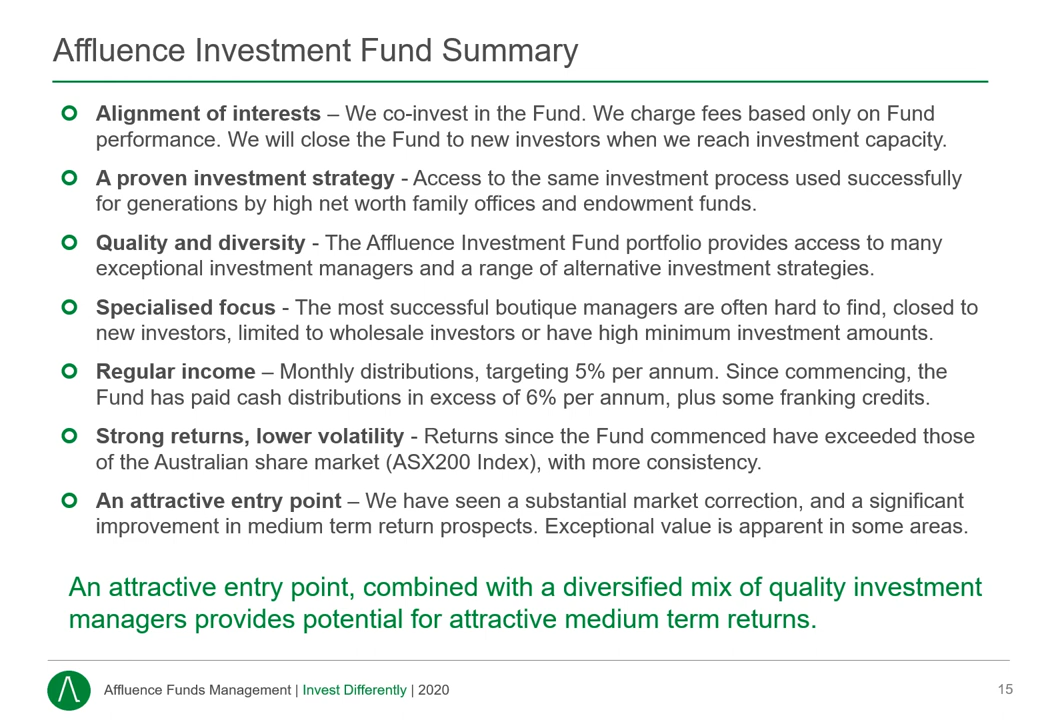 Affluence Investment Fund Summary
Alignment of interests – We co-invest in the Fund. We charge fees based only on Fund
performance. We will close the Fund to new investors when we reach investment capacity.
A proven investment strategy - Access to the same investment process used successfully
for generations by high net worth family offices and endowment funds.
Quality and diversity - The Affluence Investment Fund portfolio provides access to many
exceptional investment managers and a range of alternative investment strategies.
Specialised focus - The most successful boutique managers are often hard to find, closed to
new investors, limited to wholesale investors or have high minimum investment amounts.
Regular income – Monthly distributions, targeting 5% per annum. Since commencing, the
Fund has paid cash distributions in excess of 6% per annum, plus some franking credits.
Strong returns, lower volatility - Returns since the Fund commenced have exceeded those
of the Australian share market (ASX200 Index), with more consistency.
An attractive entry point – We have seen a substantial market correction, and a significant
improvement in medium term return prospects. Exceptional value is apparent in some areas.
An attractive entry point, combined with a diversified mix of quality investment
managers provides potential for attractive medium term returns.
Affluence Funds Management | Invest Differently | 2020
15